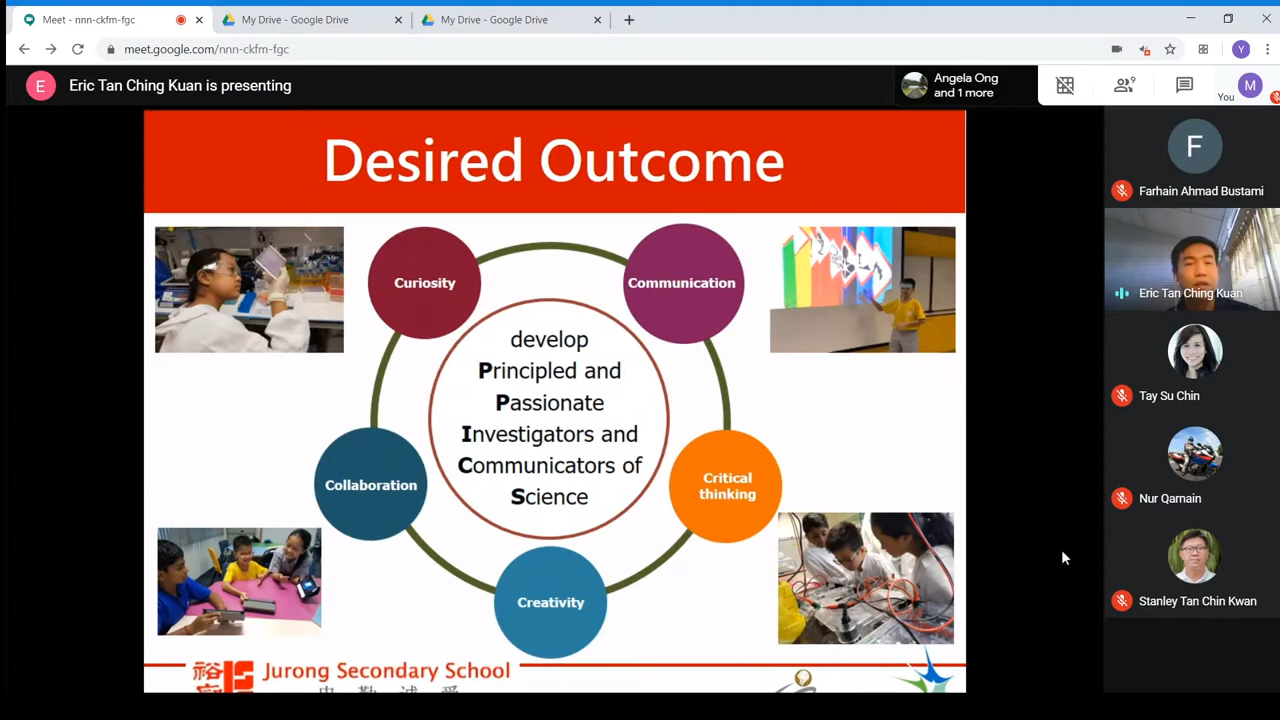 Meet - nnn-ckfm-fgc
My Drive - Google Drive
My Drive - Google Drive
meet.google.com/nnn-ckfm-fgc
Y
E
Eric Tan Ching Kuan is presenting
Angela Ong
and 1 more
9
You
M
Desired Outcome
Curiosity
Communication
develop
Principled and
Passionate
Investigators and
Communicators of
Science
Collaboration
Critical
thinking
Creativity
Jurong Secondary School
F
Farhain Ahmad Bustami
Eric Tan Ching Kuan
Tay Su Chin
Nur Qamain
Stanley Tan Chin Kwan